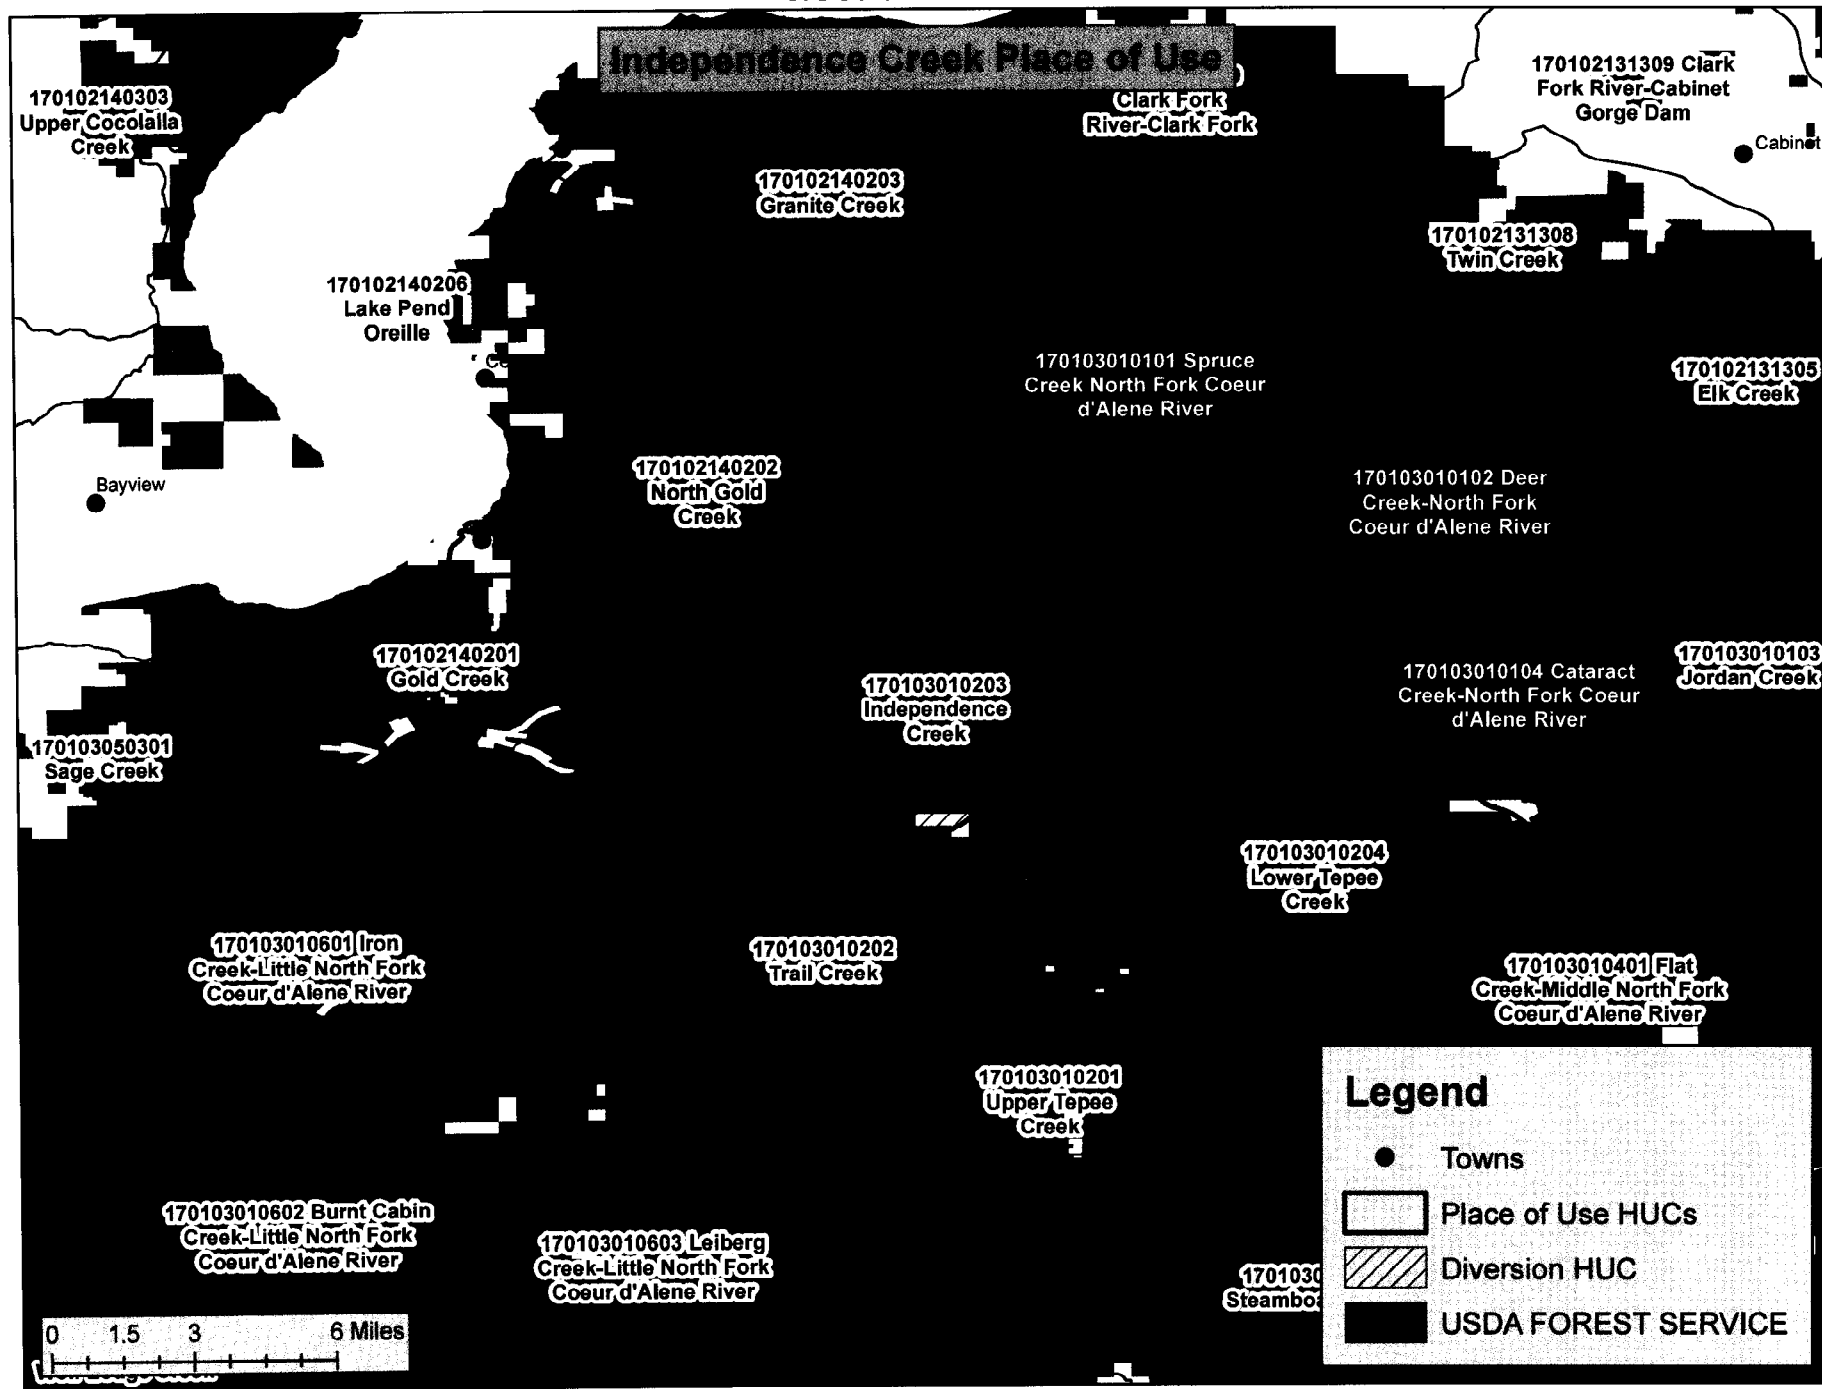 Independence Creek Place of Use
170102140303
Upper Cocolalla
Creek
Clark Fork
River-Clark Fork
170102131309 Clark
Fork River-Cabinet
Gorge Dam
Cabinet
170102140203
Granite Creek
170102131308
Twin Creek
170102140206
Lake Pend
Oreille
170103010101 Spruce
Creek North Fork Coeur
d'Alene River
170102131305
Elk Creek
170102140202
North Gold
Creek
170103010102 Deer
Creek-North Fork
Coeur d'Alene River
Bayview
170102140201
Gold Creek
170103010203
Independence
Creek
170103010104 Cataract
Creek-North Fork Coeur
d'Alene River
170103010103
Jordan Creek
170103050301
Sage Creek
170103010204
Lower Tepee
Creek
170103010601 Iron
Creek-Little North Fork
Coeur d'Alene River
170103010202
Trail Creek
170103010401 Flat
Creek-Middle North Fork
Coeur d'Alene River
170103010201
Upper Tepee
Creek
170103010602 Burnt Cabin
Creek-Little North Fork
Coeur d'Alene River
170103010603 Leiberg
Creek-Little North Fork
Coeur d'Alene River
1701030
Steamboa
Legend
Towns
Place of Use HUCs
Diversion HUC
USDA FOREST SERVICE
0 1.5 3 6 Miles